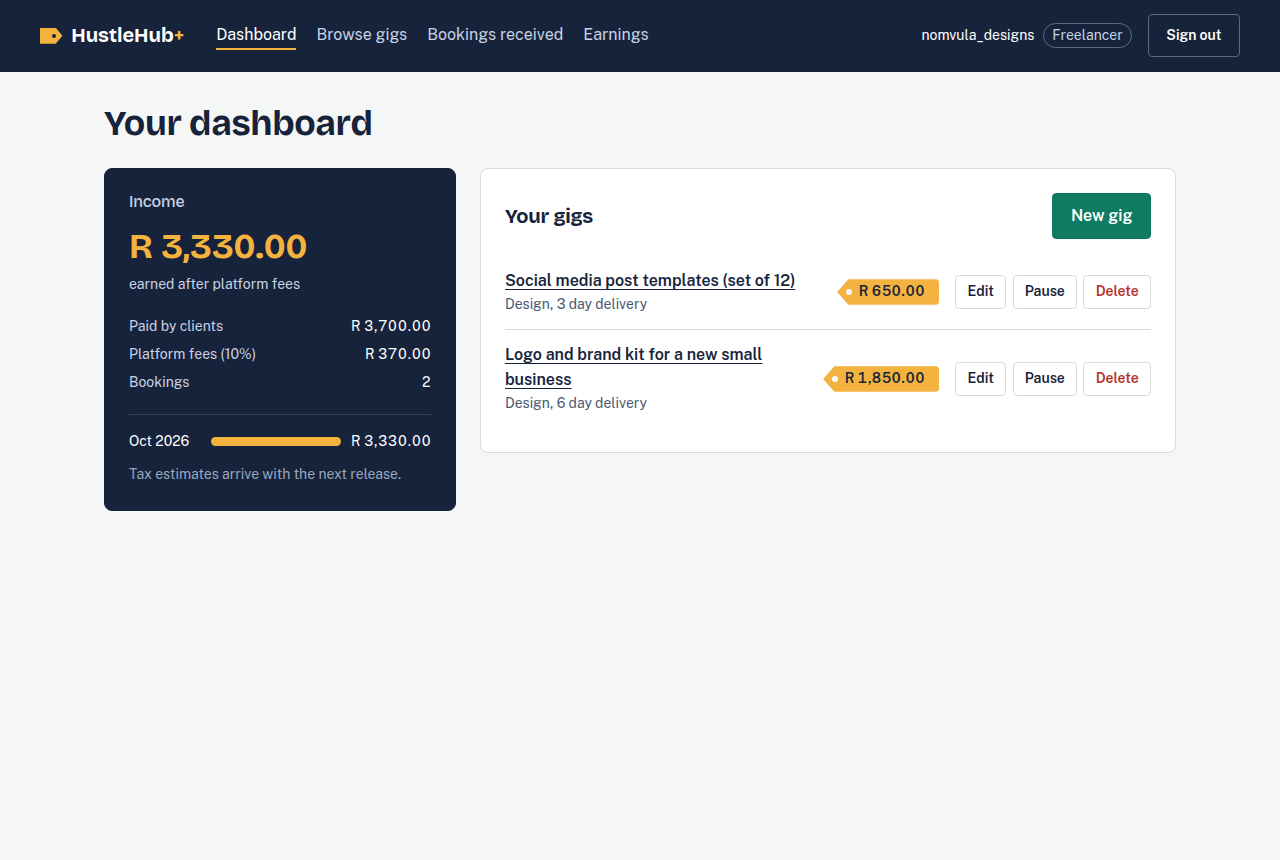 HustleHub+
Dashboard
Browse gigs
Bookings received
Earnings
nomvula_designs
Freelancer
Sign out
Your dashboard
Income
R 3,330.00
earned after platform fees
Paid by clients R 3,700.00
Platform fees (10%) R 370.00
Bookings 2
Oct 2026 R 3,330.00
Tax estimates arrive with the next release.
Your gigs
New gig
Social media post templates (set of 12)
Design, 3 day delivery
R 650.00
Edit
Pause
Delete
Logo and brand kit for a new small
business
Design, 6 day delivery
R 1,850.00
Edit
Pause
Delete